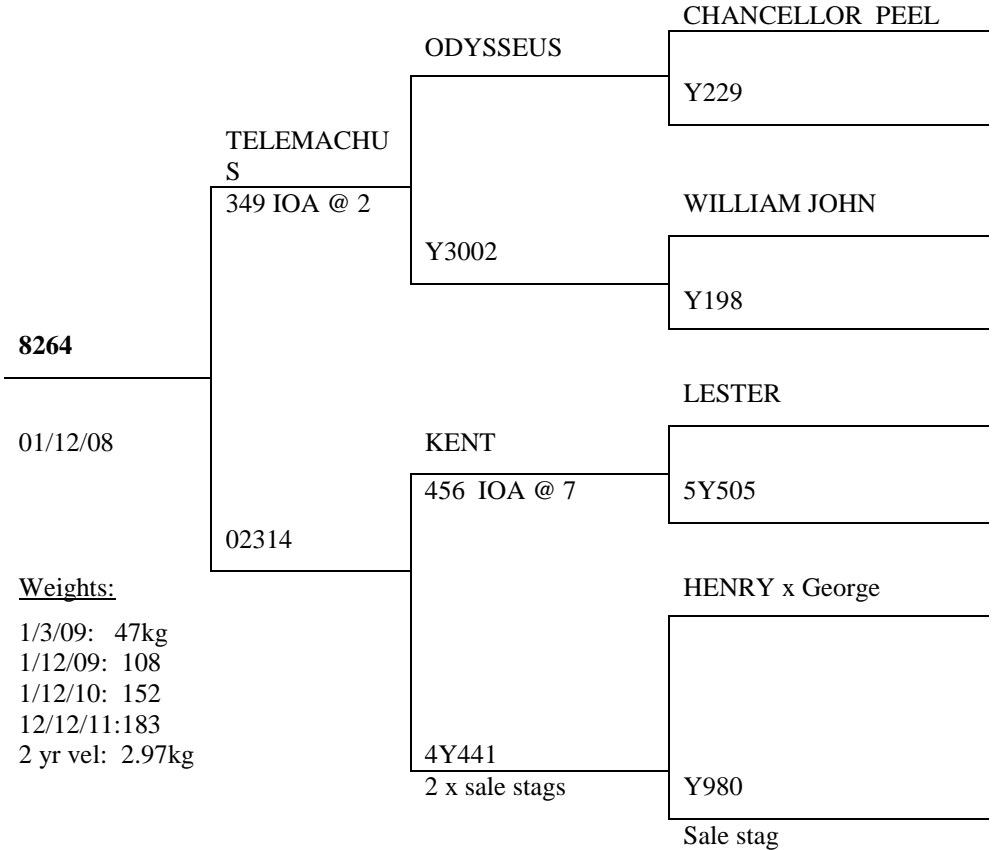 CHANCELLOR PEEL
ODYSSEUS
Y229
TELEMACHU
S
349 IOA @ 2
WILLIAM JOHN
Y3002
Y198
8264
LESTER
01/12/08
KENT
456 IOA @ 7
5Y505
02314
Weights:
HENRY x George
1/3/09: 47kg
1/12/09: 108
1/12/10: 152
12/12/11:183
2 yr vel: 2.97kg
4Y441
2 x sale stags
Y980
Sale stag